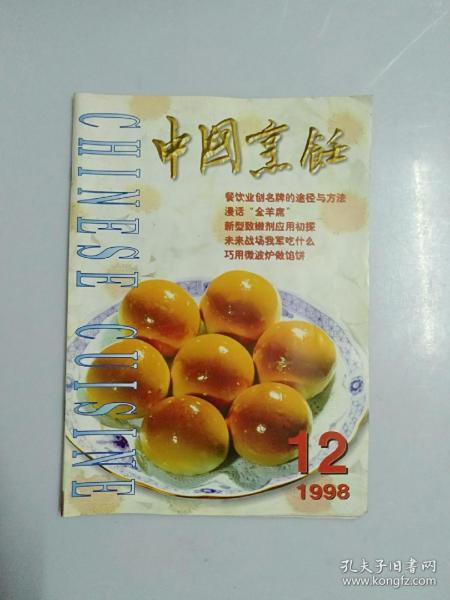 CHINESE CUISINE
中国烹饪
餐饮业创名牌的途径与方法
漫话“全羊席”
新型致嫩剂应用初探
未来战场我军吃什么
巧用微波炉做馅饼
12
1998
孔夫子旧书网
www.kongfz.com